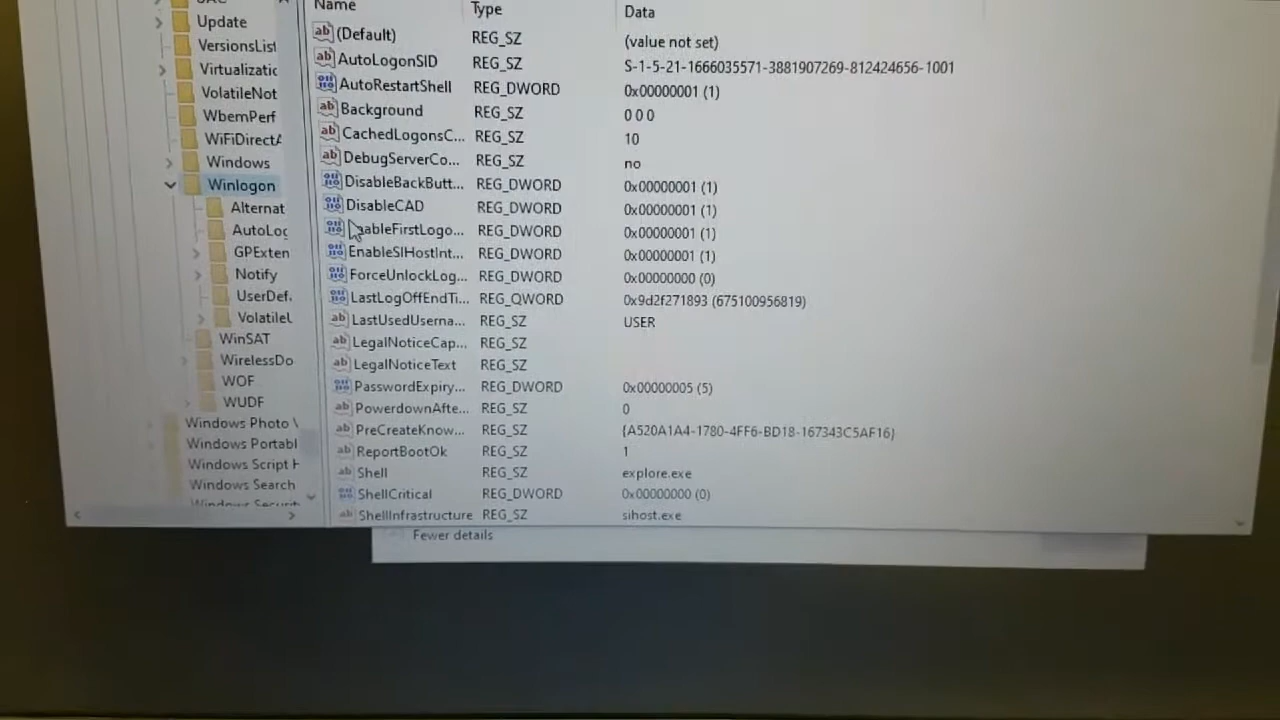 Name Type Data
Update
VersionsList
Virtualizatic
VolatileNot
WbemPerf
WiFiDirectA
Windows
Winlogon
Alternat
AutoLog
GPExten
Notify
UserDef.
VolatileU
WinSAT
WirelessDo
WOF
WUDF
Windows Photo V
Windows Portabl
Windows Script H
Windows Search
Windows Securit
(Default) REG_SZ (value not set)
AutoLogonSID REG_SZ S-1-5-21-1666035571-3881907269-812424656-1001
AutoRestartShell REG_DWORD 0x00000001 (1)
Background REG_SZ 0 0 0
CachedLogonsC... REG_SZ 10
DebugServerCo... REG_SZ no
DisableBackButt... REG_DWORD 0x00000001 (1)
DisableCAD REG_DWORD 0x00000001 (1)
ableFirstLogo... REG_DWORD 0x00000001 (1)
EnableSIHostInt... REG_DWORD 0x00000001 (1)
ForceUnlockLog... REG_DWORD 0x00000000 (0)
LastLogOffEndTi... REG_QWORD 0x9d2f271893 (675100956819)
LastUsedUserna... REG_SZ USER
LegalNoticeCap... REG_SZ
LegalNoticeText REG_SZ
PasswordExpiry... REG_DWORD 0x00000005 (5)
PowerdownAfte... REG_SZ 0
PreCreateKnow... REG_SZ {A520A1A4-1780-4FF6-BD18-167343C5AF16}
ReportBootOk REG_SZ 1
Shell REG_SZ explore.exe
ShellCritical REG_DWORD 0x00000000 (0)
ShellInfrastructure REG_SZ sihost.exe
Fewer details